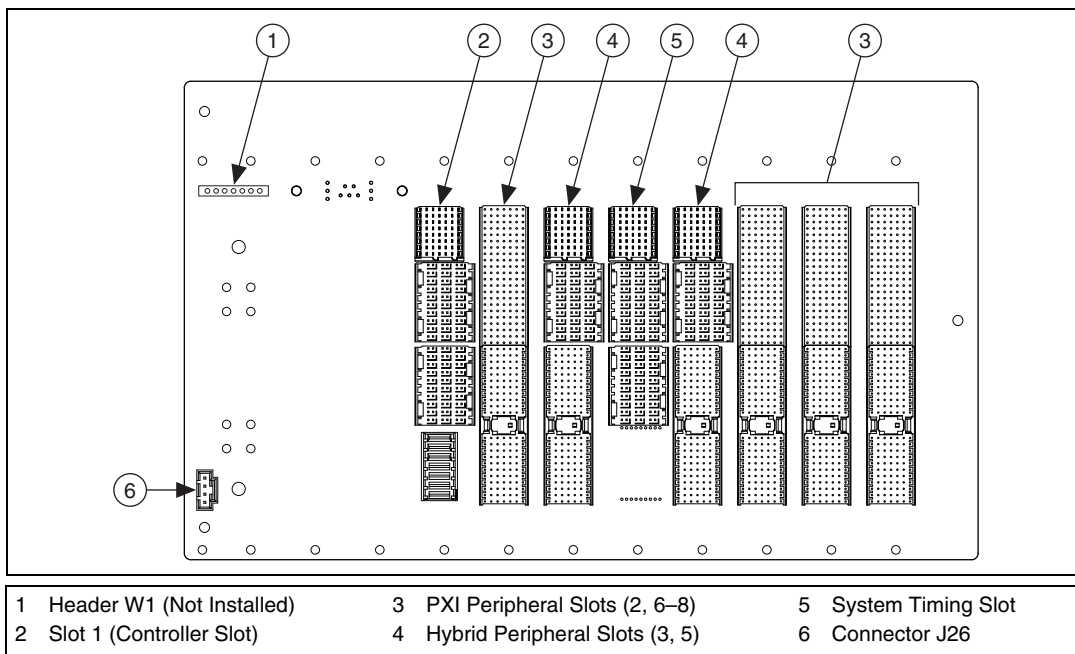 1 2 3 4 5 4 3
6
1 Header W1 (Not Installed) 3 PXI Peripheral Slots (2, 6–8) 5 System Timing Slot
2 Slot 1 (Controller Slot) 4 Hybrid Peripheral Slots (3, 5) 6 Connector J26